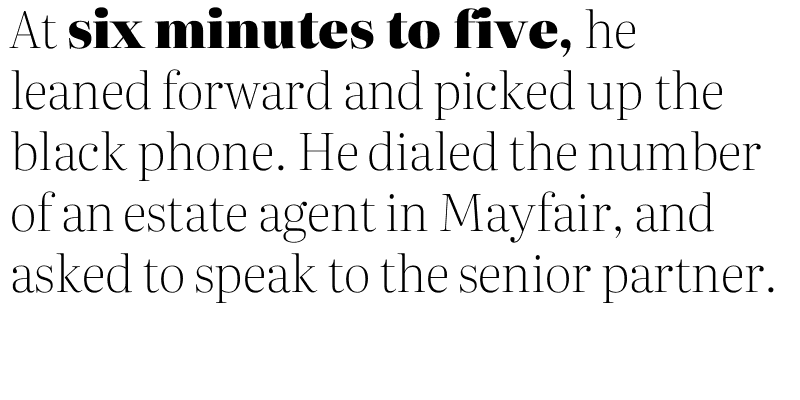 At six minutes to five, he
leaned forward and picked up the
black phone. He dialed the number
of an estate agent in Mayfair, and
asked to speak to the senior partner.